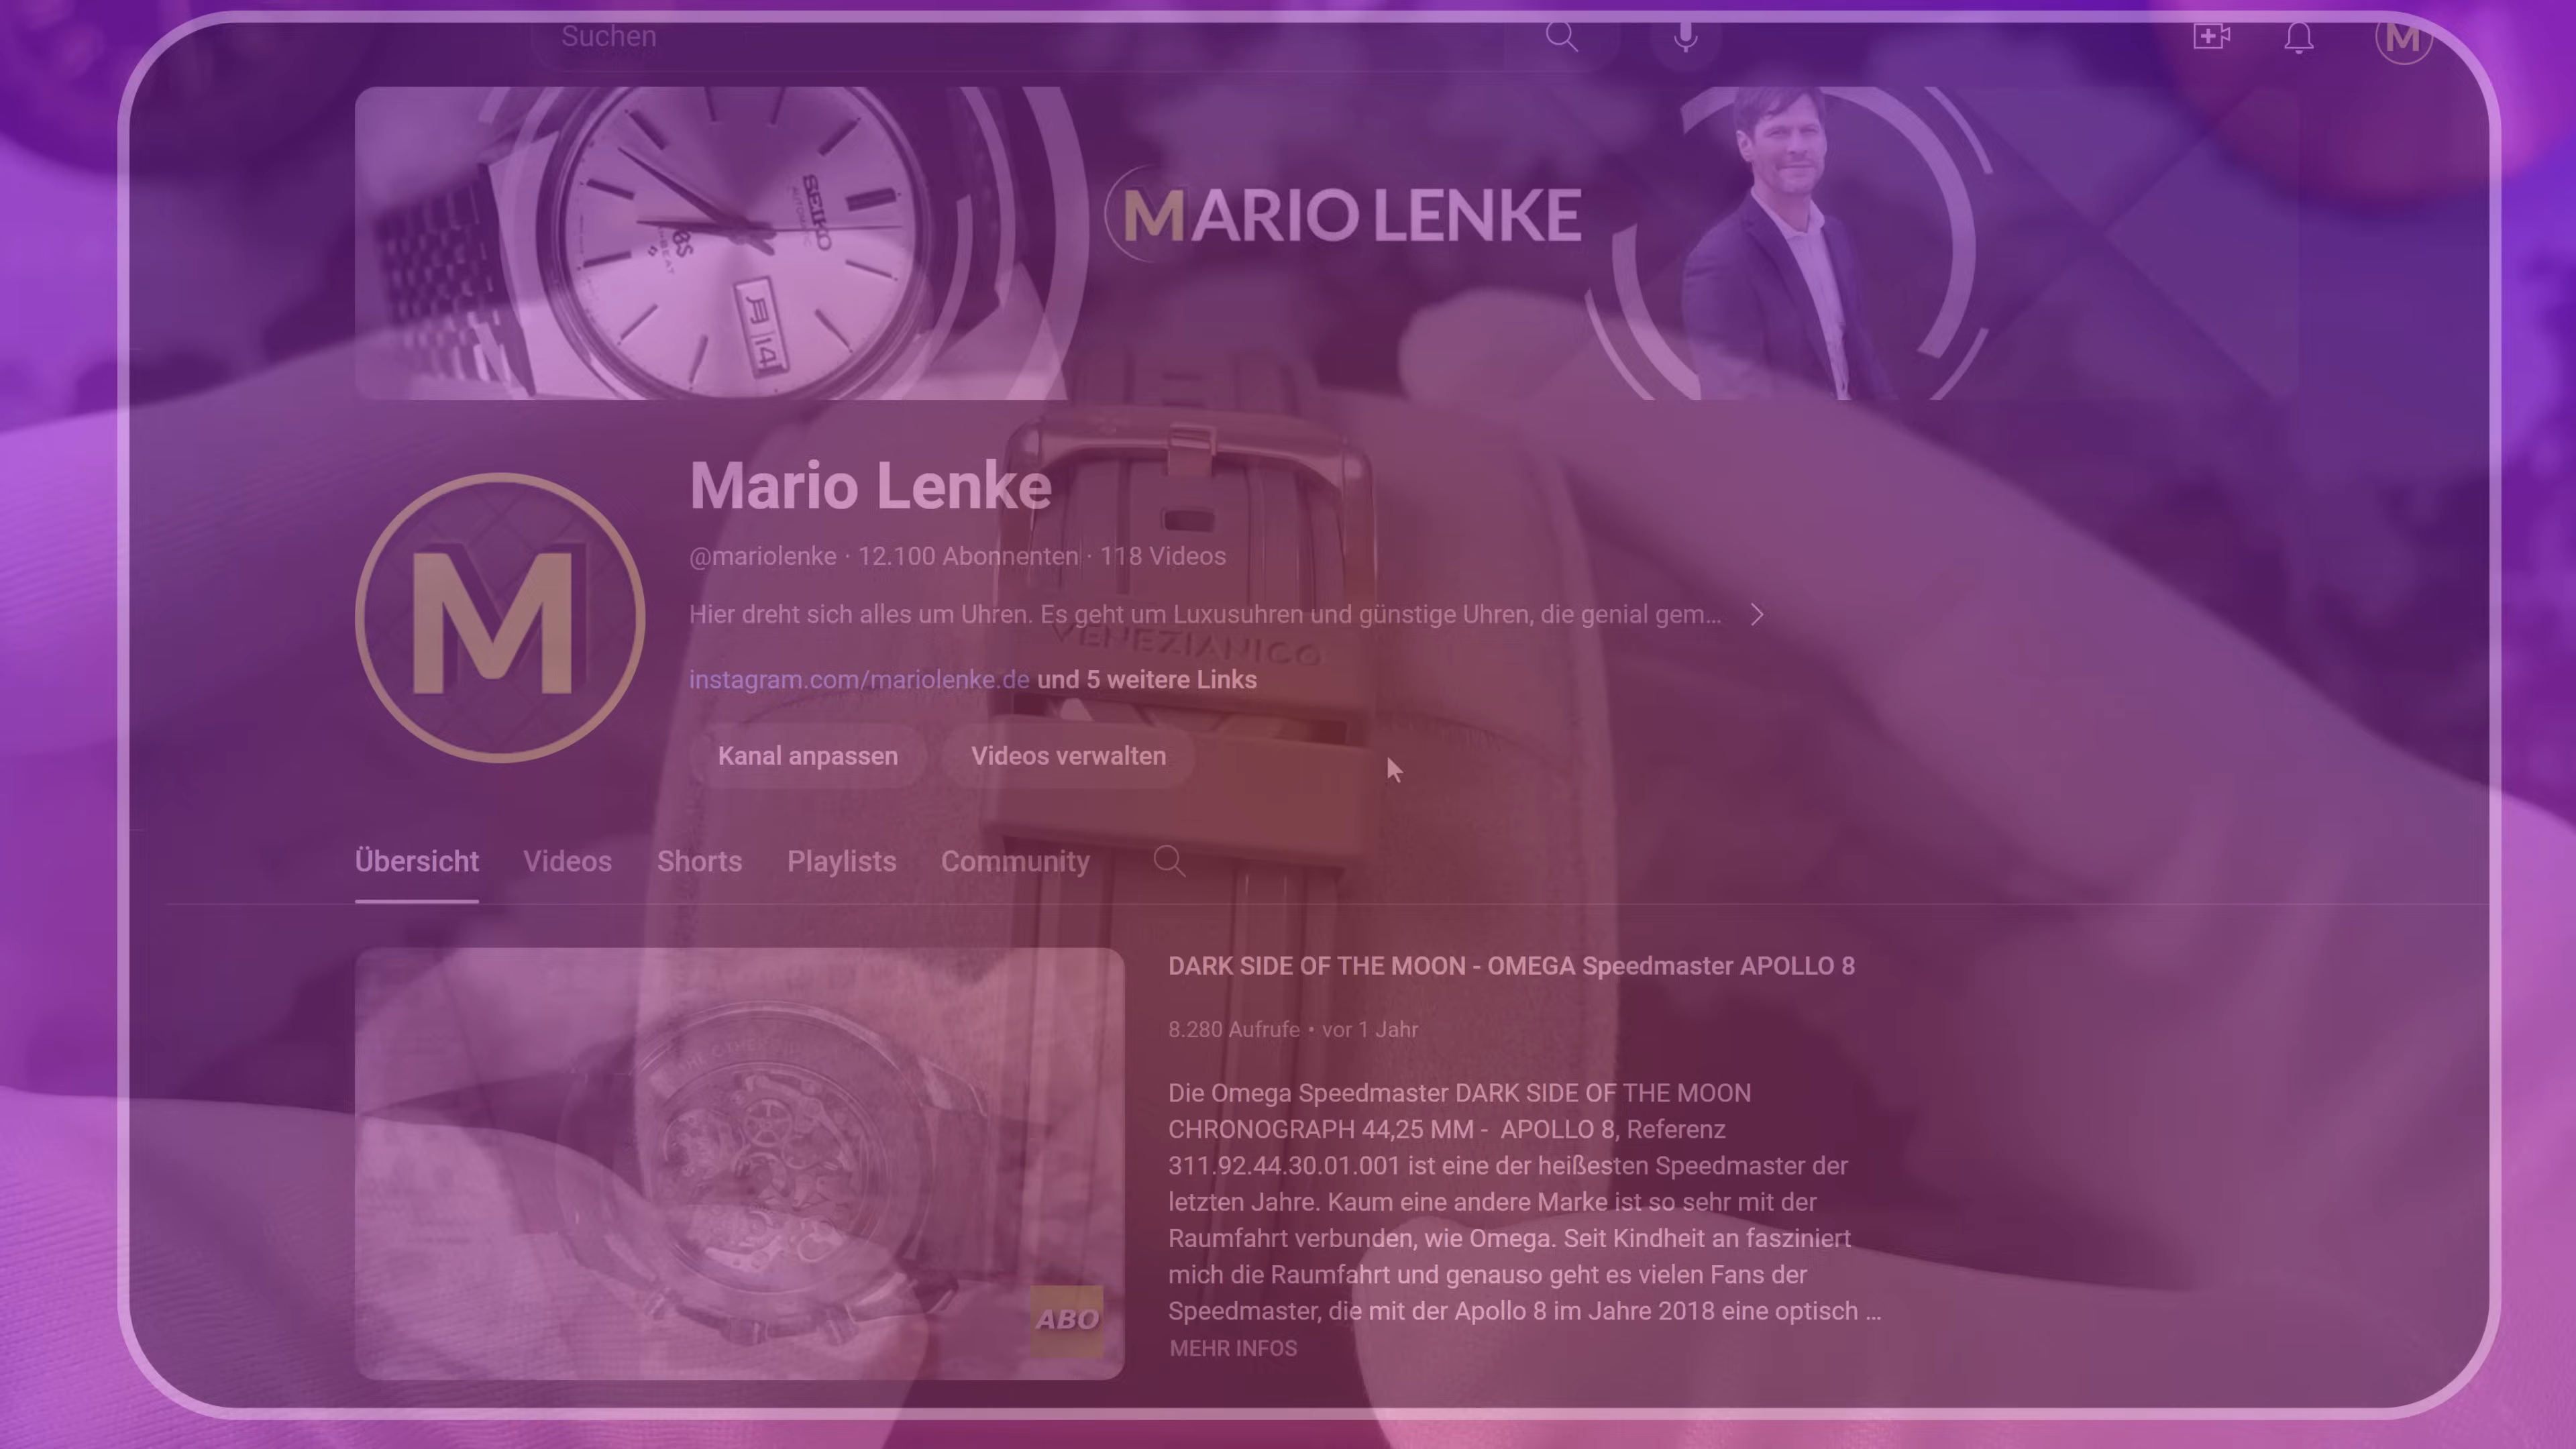 Suchen
M
SEIKO
AUTOMATIC
月 14
MARIO LENKE
M
Mario Lenke
@mariolenke · 12.100 Abonnenten · 118 Videos
Hier dreht sich alles um Uhren. Es geht um Luxusuhren und günstige Uhren, die genial gem...
VENEZIANICO
instagram.com/mariolenke.de und 5 weitere Links
Kanal anpassen
Videos verwalten
Übersicht Videos Shorts Playlists Community
DARK SIDE OF THE MOON - OMEGA Speedmaster APOLLO 8
8.280 Aufrufe • vor 1 Jahr
Die Omega Speedmaster DARK SIDE OF THE MOON
CHRONOGRAPH 44,25 MM - APOLLO 8, Referenz
311.92.44.30.01.001 ist eine der heißesten Speedmaster der
letzten Jahre. Kaum eine andere Marke ist so sehr mit der
Raumfahrt verbunden, wie Omega. Seit Kindheit an fasziniert
mich die Raumfahrt und genauso geht es vielen Fans der
Speedmaster, die mit der Apollo 8 im Jahre 2018 eine optisch ...
MEHR INFOS
ABO